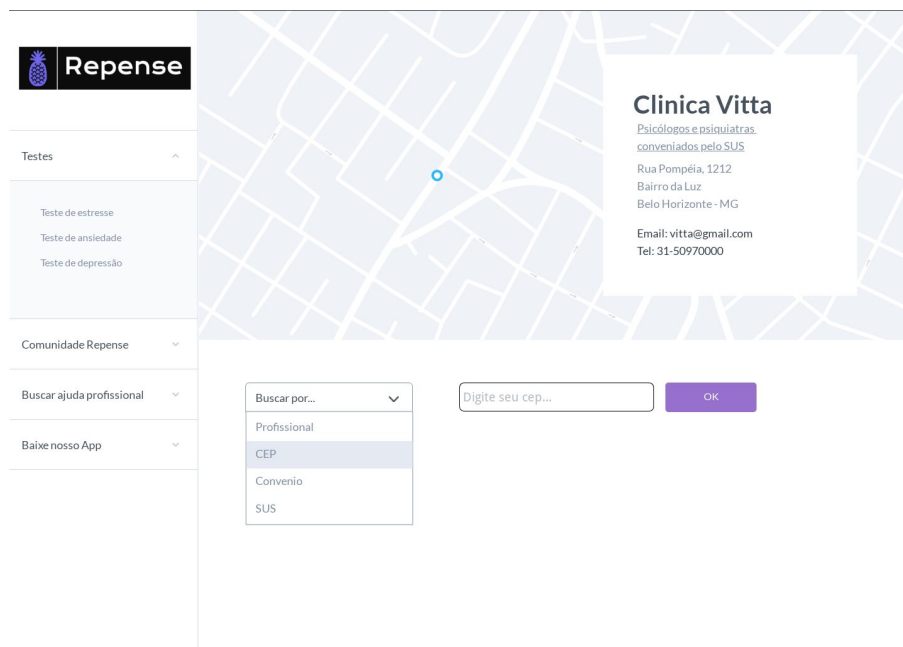 Repense
Testes
Teste de estresse
Teste de ansiedade
Teste de depressão
Comunidade Repense
Buscar ajuda profissional
Baixe nosso App
Clinica Vitta
Psicólogos e psiquiatras
conveniados pelo SUS
Rua Pompéia, 1212
Bairro da Luz
Belo Horizonte - MG
Email: vitta@gmail.com
Tel: 31-50970000
Buscar por...
Profissional
CEP
Convenio
SUS
Digite seu cep...
OK